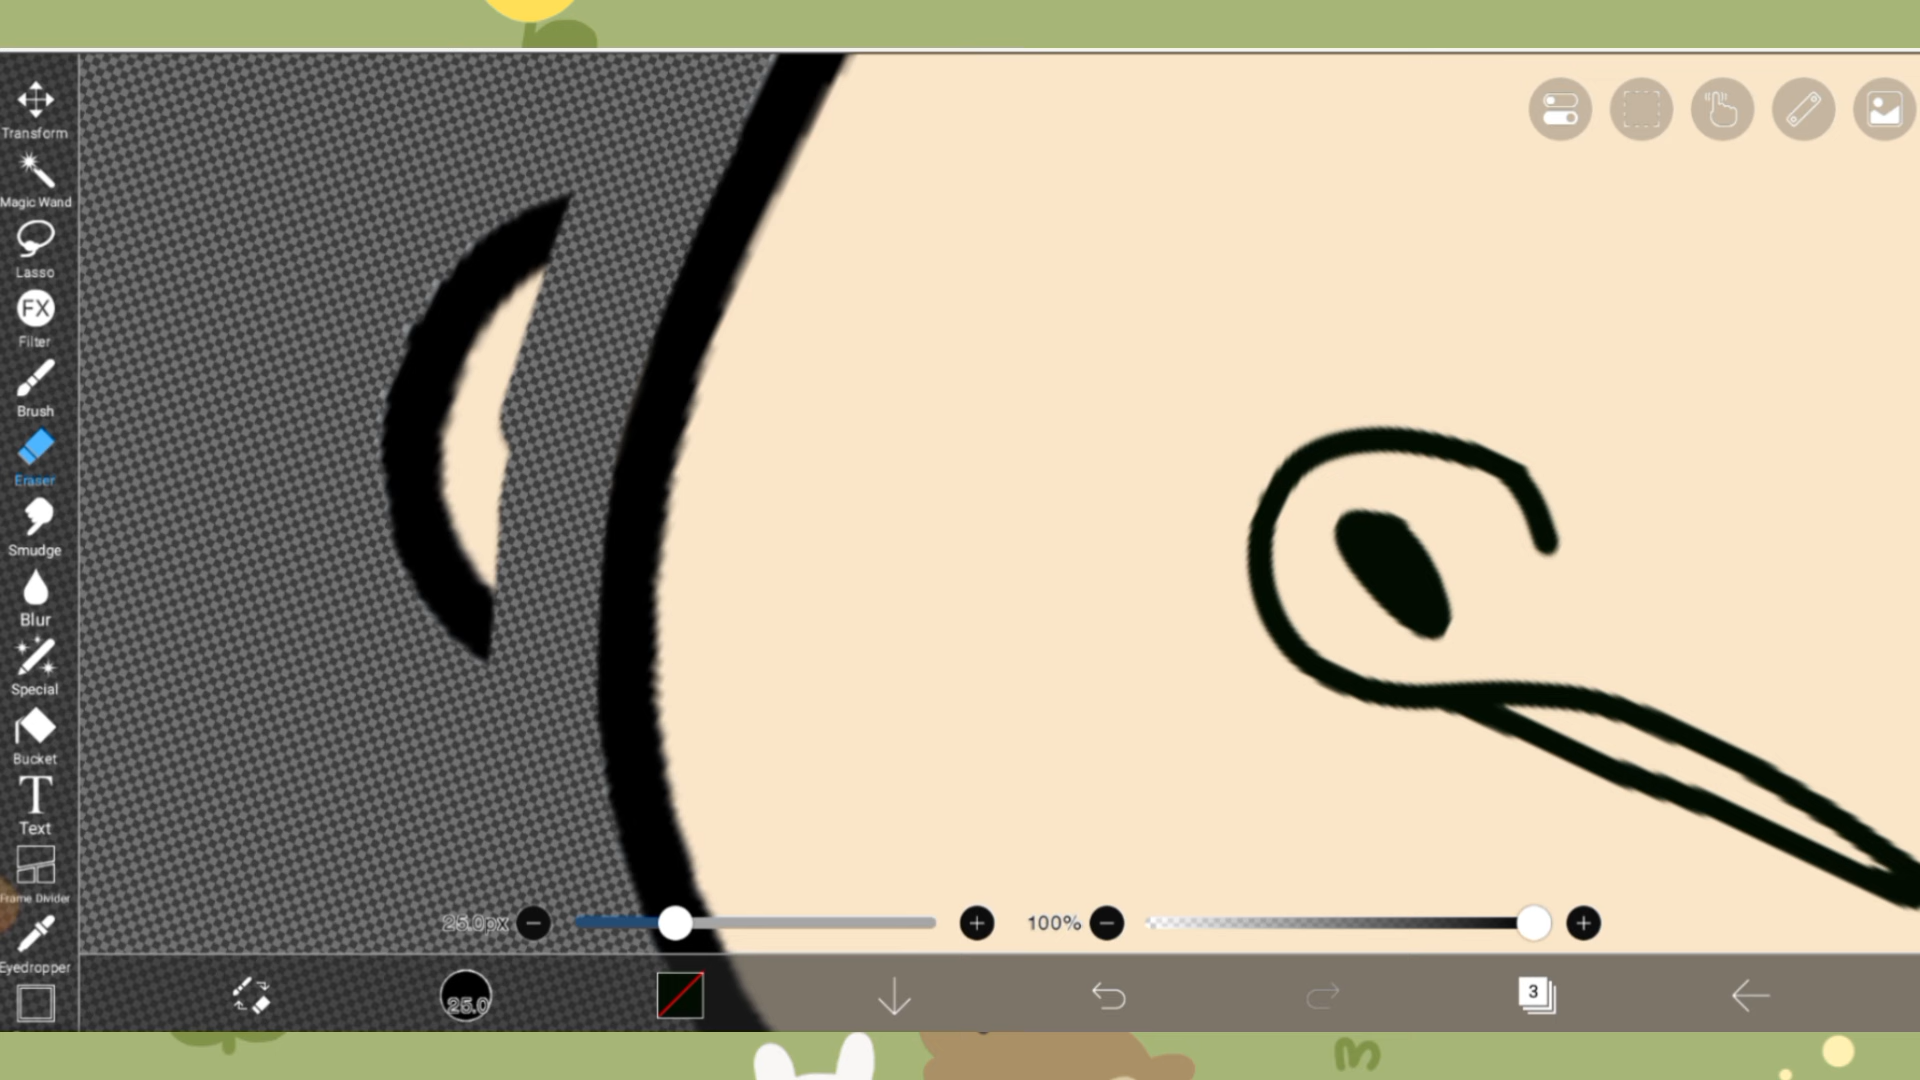 Transform
Magic Wand
Lasso
FX
Filter
Brush
Eraser
Smudge
Blur
Special
Bucket
T
Text
Frame Divider
Eyedropper
25.0px
100%
25.0
3